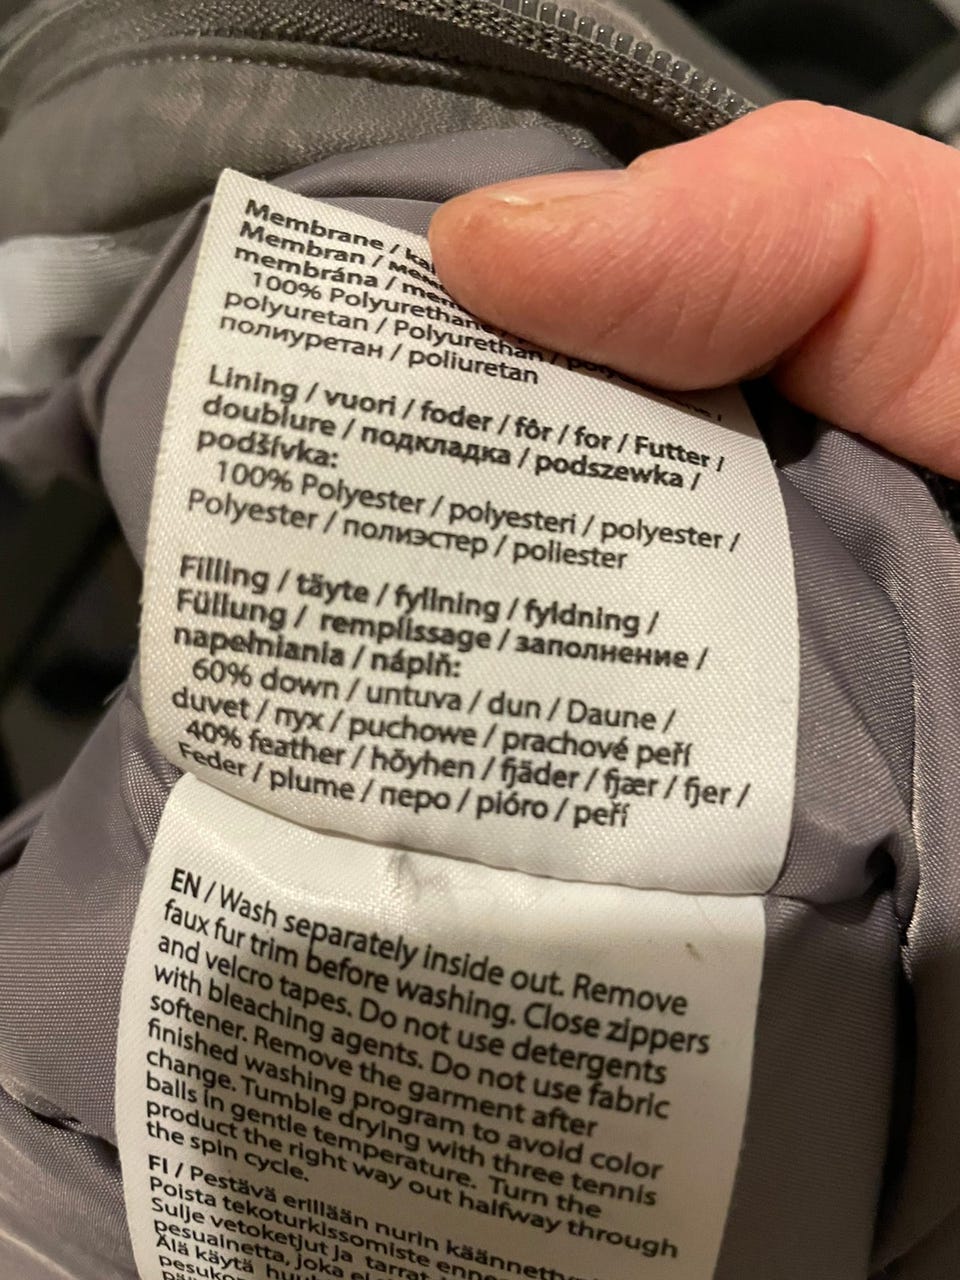 Membrane /
Membran /
membrána /
100% Polyurethane
polyuretan / Polyurethan /
полиуретан / poliuretan
Lining / vuori / foder / fôr / for / Futter /
doublure / подкладка / podszewka /
podšívka:
100% Polyester / polyesteri / polyester /
Polyester / полиэстер / poliester
Filling / täyte / fyllning / fyldning /
Füllung / remplissage / заполнение /
napełniania / náplň:
60% down / untuva / dun / Daune /
duvet / пух / puchowe / prachové peří
40% feather / höyhen / fjäder / fjær / fjer /
Feder / plume / перо / pióro / peří
EN / Wash separately inside out. Remove
faux fur trim before washing. Close zippers
and velcro tapes. Do not use detergents
with bleaching agents. Do not use fabric
softener. Remove the garment after
finished washing program to avoid color
change. Tumble drying with three tennis
balls in gentle temperature. Turn the
product the right way out halfway through
the spin cycle.
FI / Pestävä erillään nurin
Poista tekoturkissomiste
Sulje vetoketjut ja
pesuainetta, joka
Älä käytä